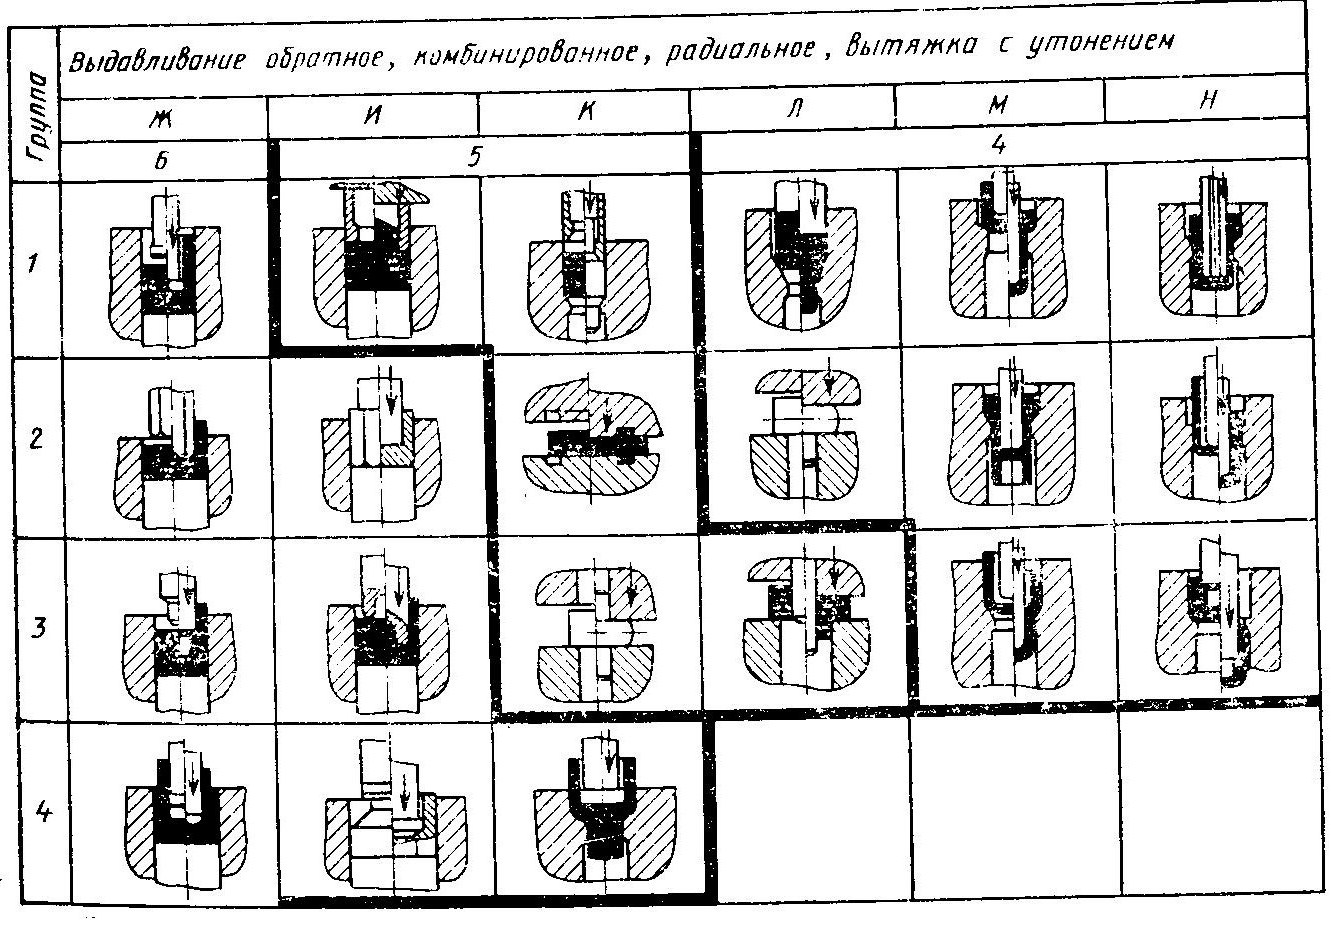 Группа
Выдавливание обратное, комбинированное, радиальное, вытяжка с утонением
Ж И К Л М Н
6 5 4
1
2
3
4